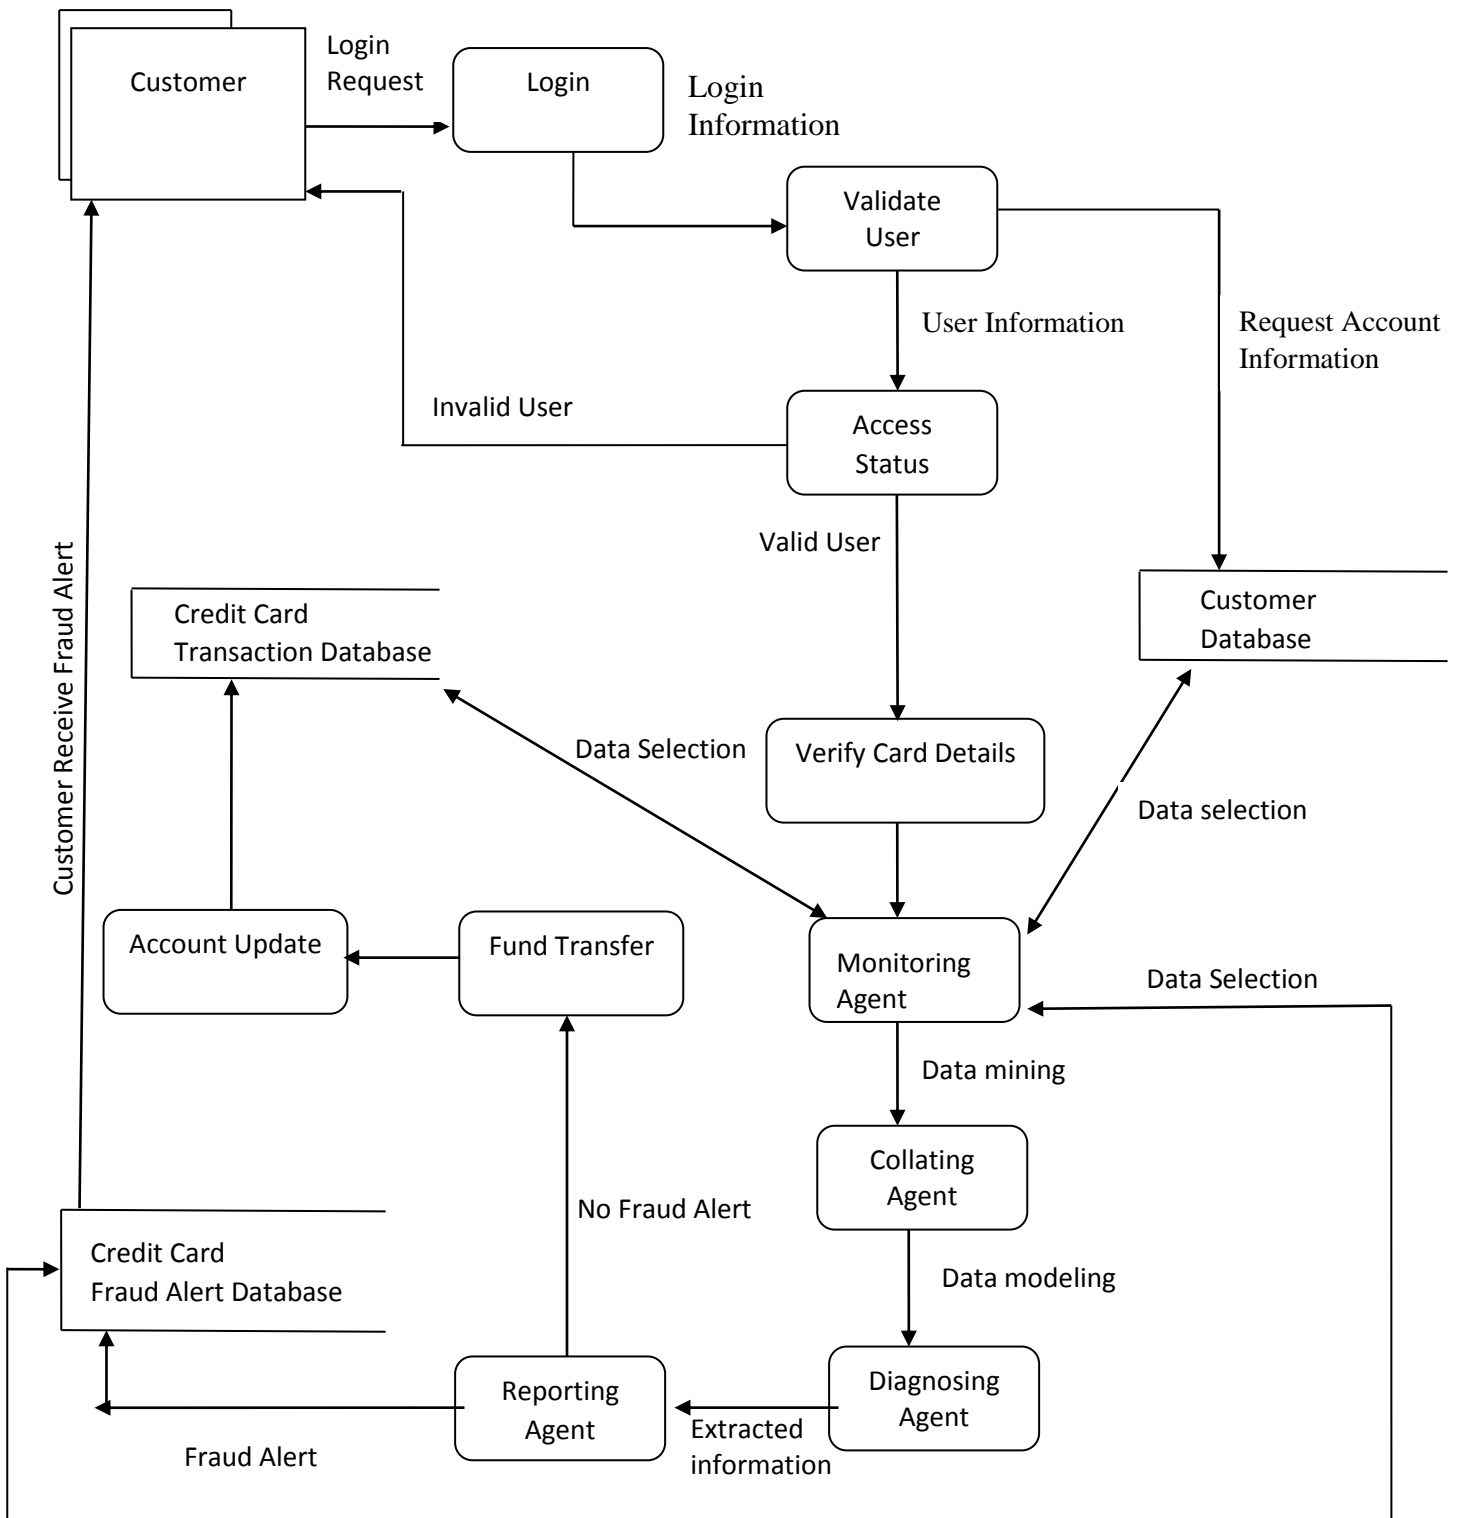 Customer
Login
Request
Login
Login
Information
Validate
User
User Information
Request Account
Information
Invalid User
Access
Status
Valid User
Customer Receive Fraud Alert
Credit Card
Transaction Database
Customer
Database
Data Selection
Verify Card Details
Data selection
Account Update
Fund Transfer
Monitoring
Agent
Data Selection
Data mining
Collating
Agent
No Fraud Alert
Credit Card
Fraud Alert Database
Data modeling
Reporting
Agent
Diagnosing
Agent
Extracted
information
Fraud Alert